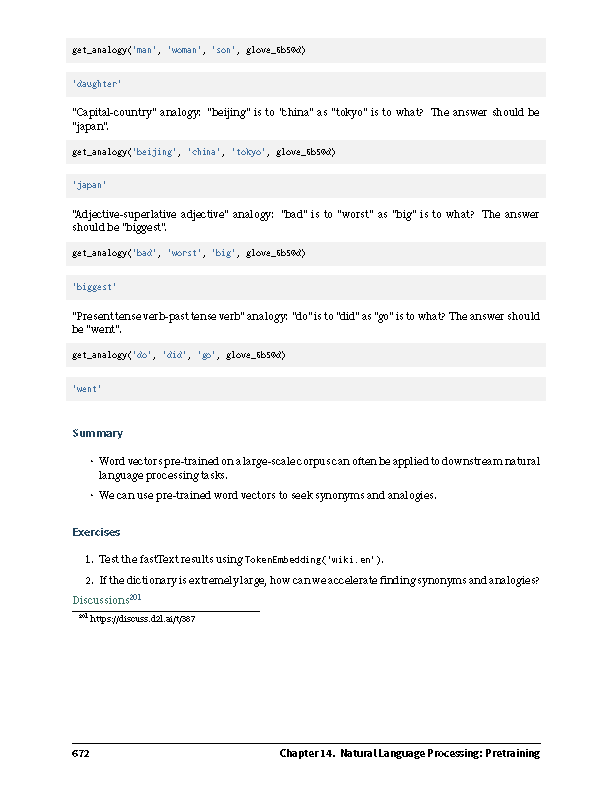 get_analogy('man', 'woman', 'son', glove_6b50d)
'daughter'
"Capital-country" analogy: "beijing" is to "china" as "tokyo" is to what? The answer should be
"japan".
get_analogy('beijing', 'china', 'tokyo', glove_6b50d)
'japan'
"Adjective-superlative adjective" analogy: "bad" is to "worst" as "big" is to what? The answer
should be "biggest".
get_analogy('bad', 'worst', 'big', glove_6b50d)
'biggest'
"Present tense verb-past tense verb" analogy: "do" is to "did" as "go" is to what? The answer should
be "went".
get_analogy('do', 'did', 'go', glove_6b50d)
'went'
Summary
• Word vectors pre-trained on a large-scale corpus can often be applied to downstream natural
language processing tasks.
• We can use pre-trained word vectors to seek synonyms and analogies.
Exercises
1. Test the fastText results using TokenEmbedding('wiki.en').
2. If the dictionary is extremely large, how can we accelerate finding synonyms and analogies?
Discussions201
201 https://discuss.d2l.ai/t/387
672 Chapter 14. Natural Language Processing: Pretraining